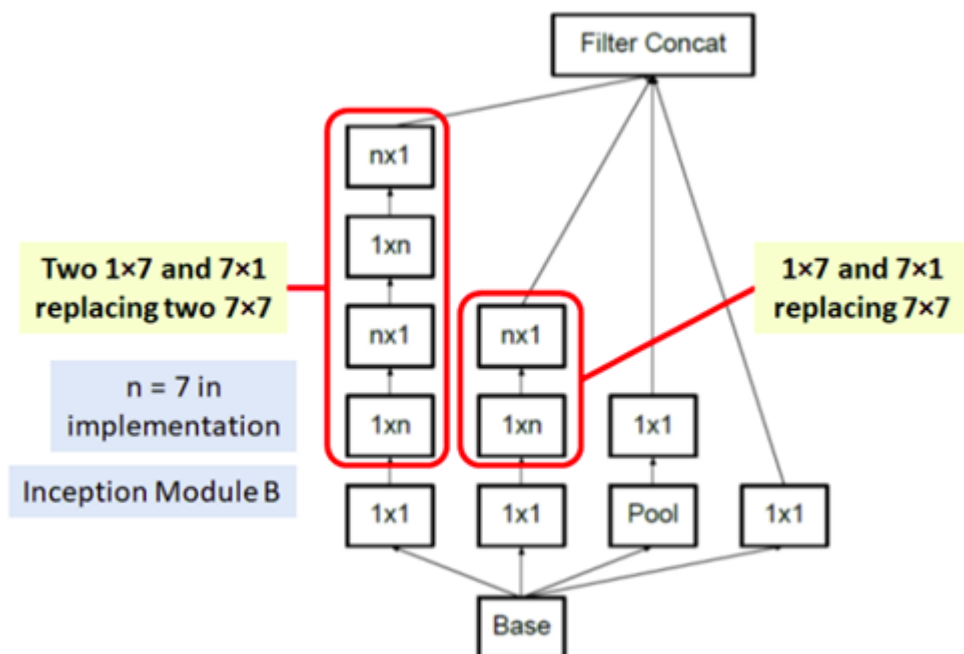 Filter Concat
nx1
1xn
Two 1×7 and 7×1
replacing two 7×7
1×7 and 7×1
replacing 7×7
nx1
nx1
n = 7 in
implementation
1xn
1xn
1x1
Inception Module B
1x1
1x1
Pool
1x1
Base